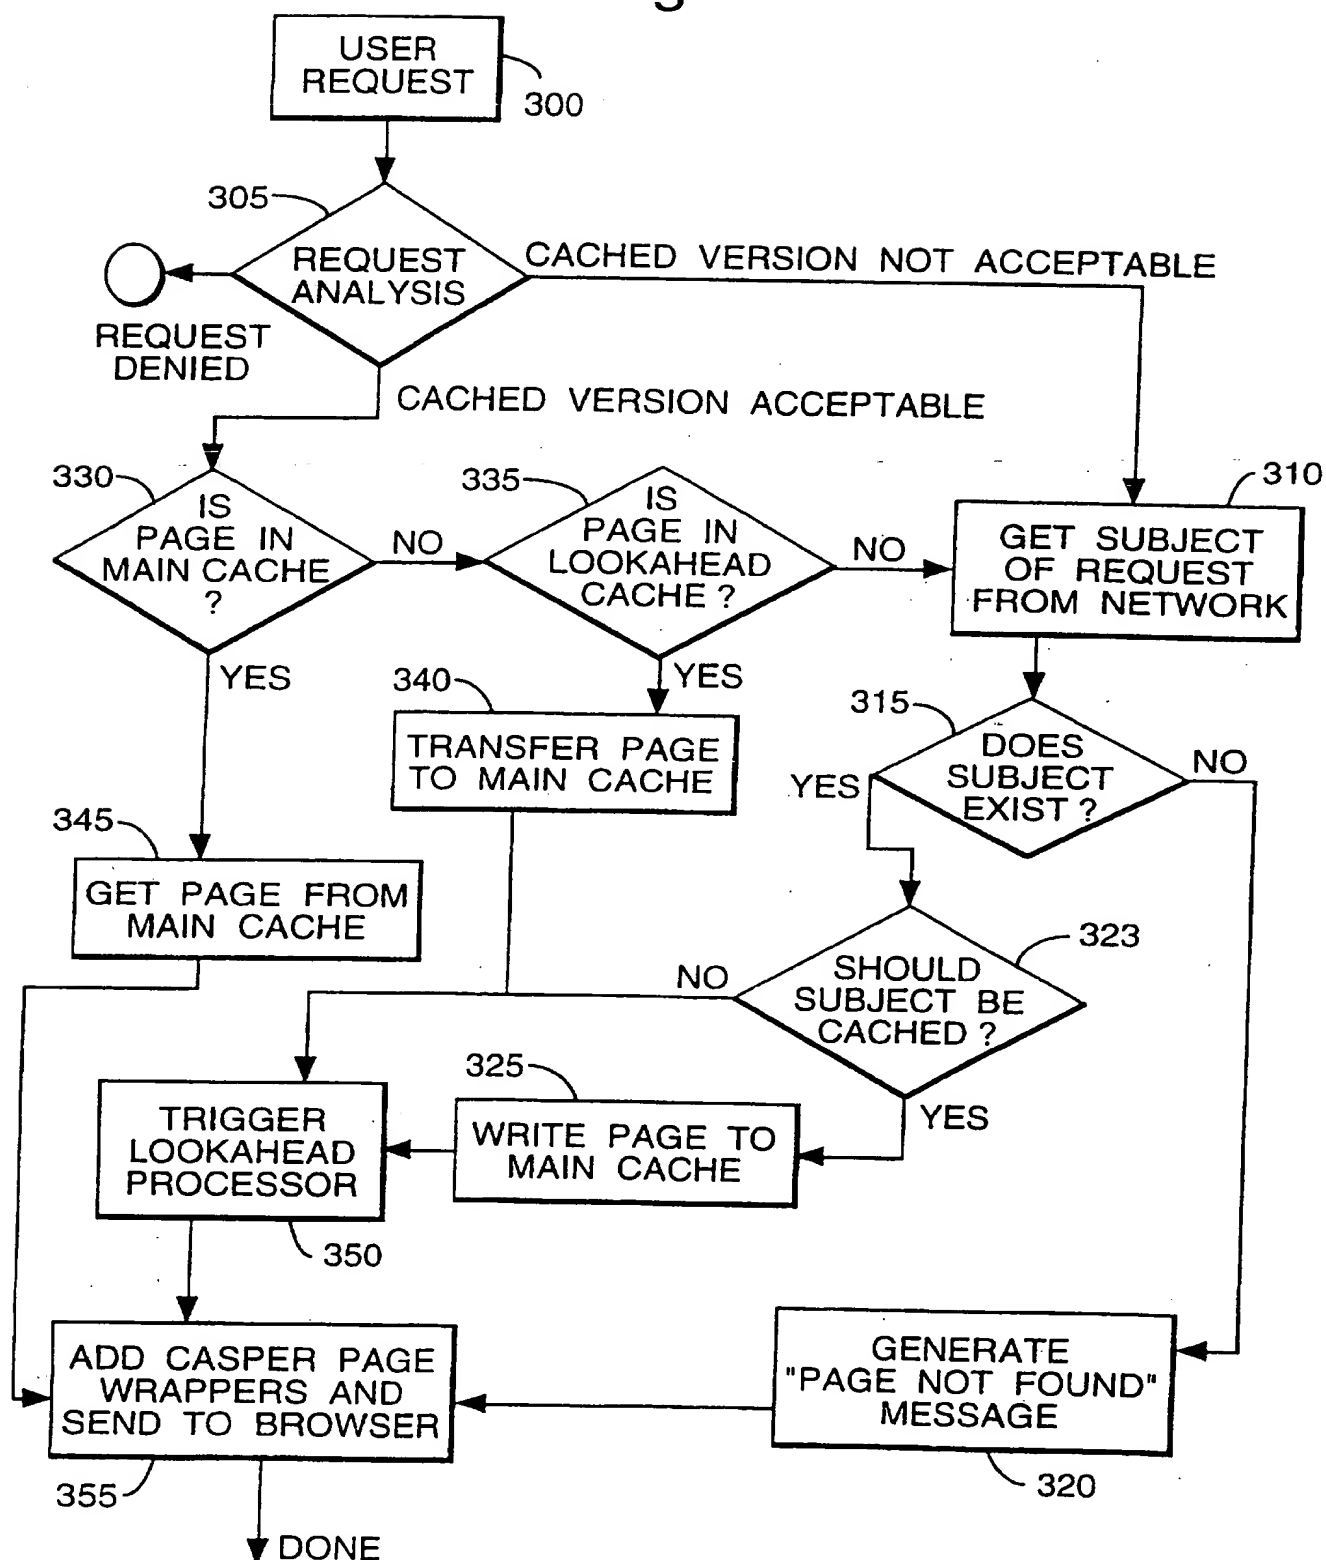 USER
REQUEST
300
305
REQUEST
ANALYSIS
CACHED VERSION NOT ACCEPTABLE
REQUEST
DENIED
CACHED VERSION ACCEPTABLE
330
IS
PAGE IN
MAIN CACHE
?
NO
335
IS
PAGE IN
LOOKAHEAD
CACHE ?
NO
310
GET SUBJECT
OF REQUEST
FROM NETWORK
YES
YES
340
TRANSFER PAGE
TO MAIN CACHE
315
DOES
SUBJECT
EXIST ?
YES
NO
345
GET PAGE FROM
MAIN CACHE
323
SHOULD
SUBJECT BE
CACHED ?
NO
YES
325
WRITE PAGE TO
MAIN CACHE
TRIGGER
LOOKAHEAD
PROCESSOR
350
ADD CASPER PAGE
WRAPPERS AND
SEND TO BROWSER
355
GENERATE
"PAGE NOT FOUND"
MESSAGE
320
DONE